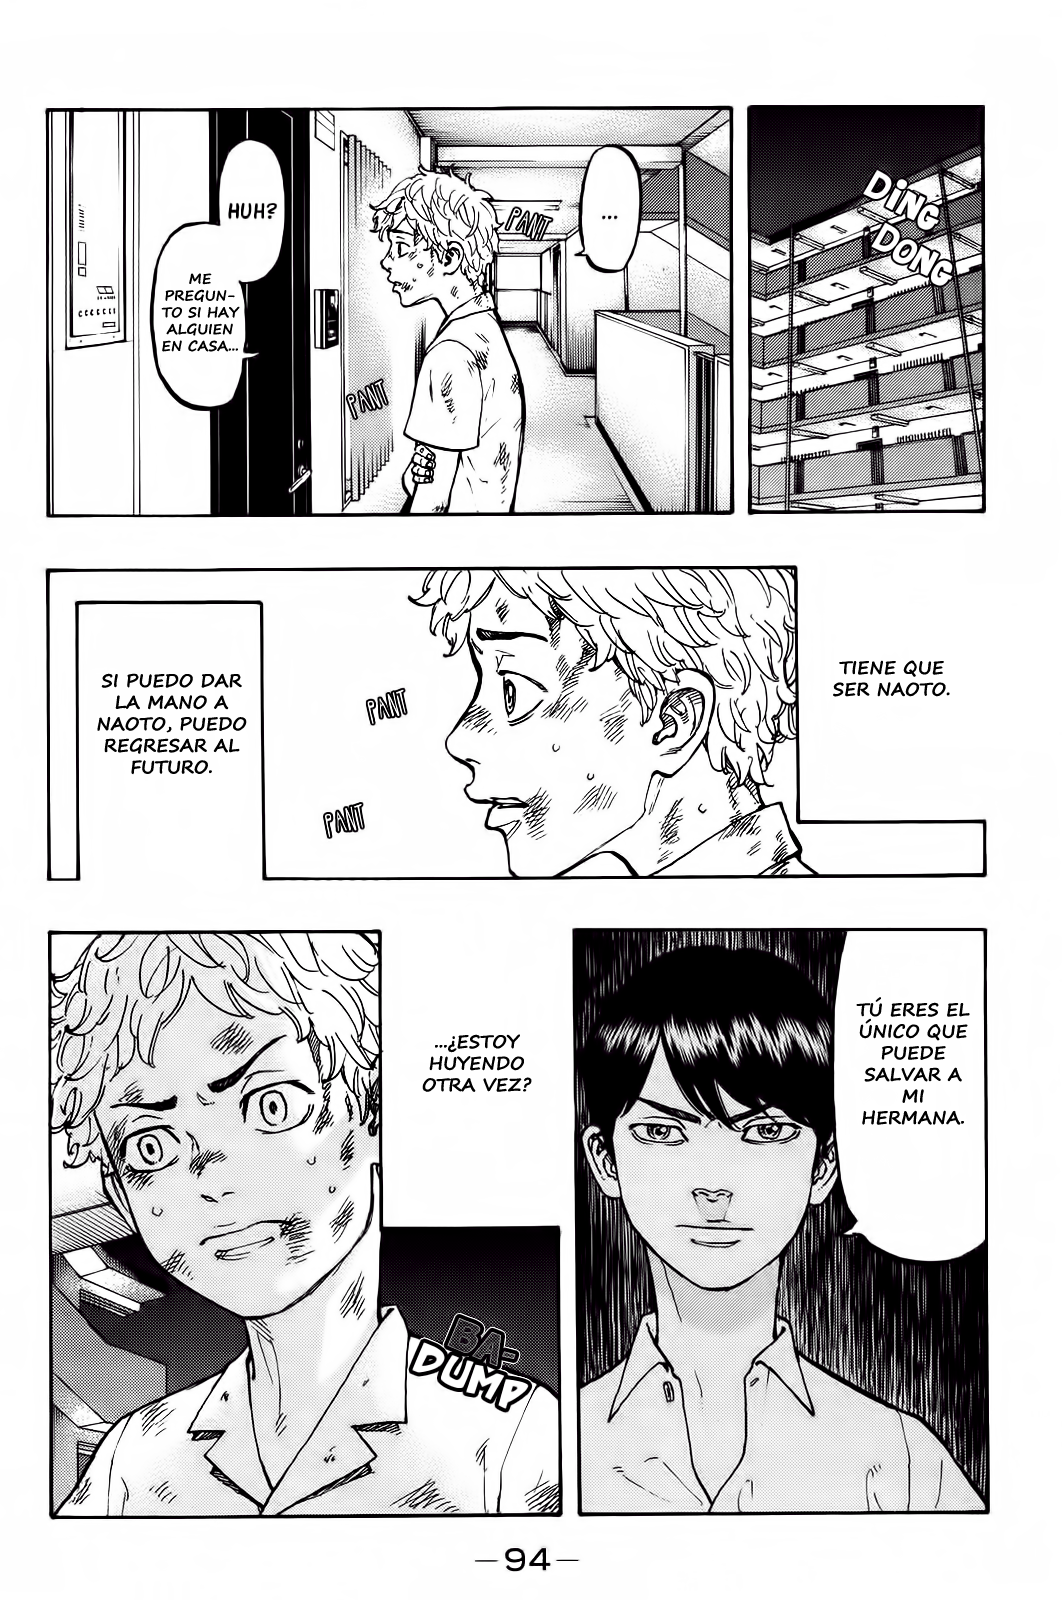 DING
DONG
...
PANT
HUH?
ME
PREGUN-
TO SI HAY
ALGUIEN
EN CASA...
PANT
TIENE QUE
SER NAOTO.
PANT
PANT
SI PUEDO DAR
LA MANO A
NAOTO, PUEDO
REGRESAR AL
FUTURO.
TÚ ERES EL
ÚNICO QUE
PUEDE
SALVAR A
MI
HERMANA.
...¿ESTOY
HUYENDO
OTRA VEZ?
BA-
DUMP
—94—